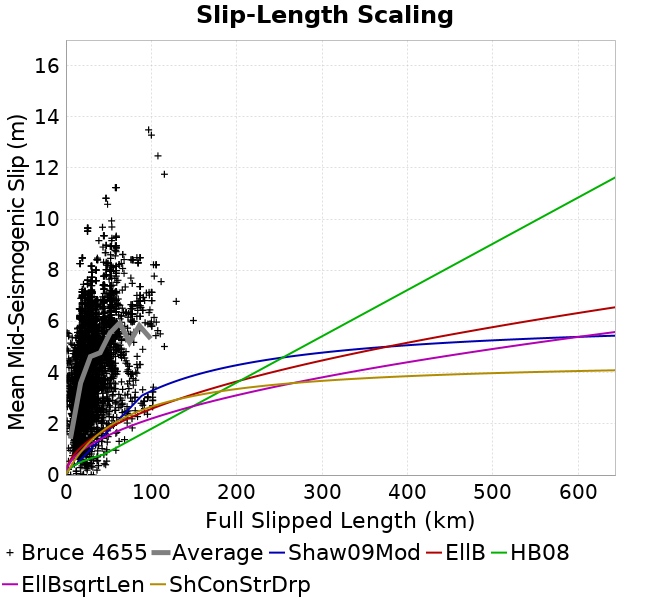 Slip-Length Scaling
Mean Mid-Seismogenic Slip (m)
16
14
12
10
8
6
4
2
0
0 100 200 300 400 500 600
Full Slipped Length (km)
Bruce 4655 Average Shaw09Mod EllB HB08
EllBsqrtLen ShConStrDrp